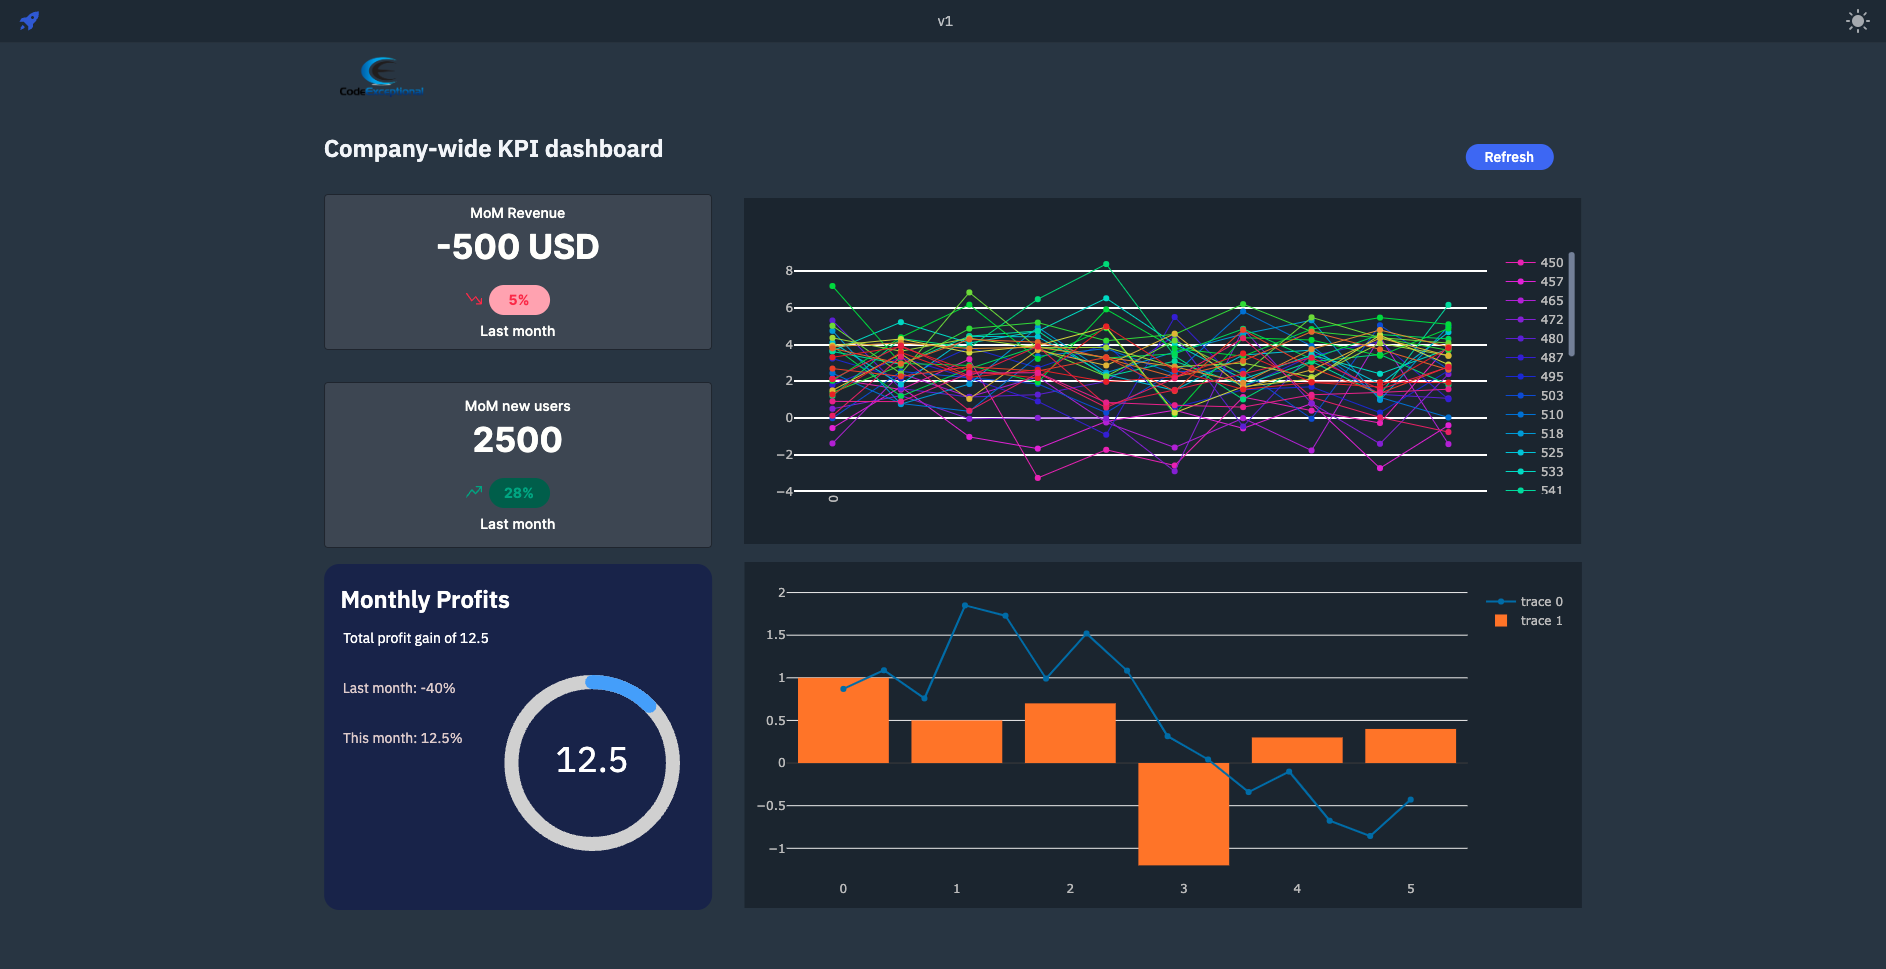 v1
CodeExceptional
Company-wide KPI dashboard
Refresh
MoM Revenue
-500 USD
5%
Last month
MoM new users
2500
28%
Last month
Monthly Profits
Total profit gain of 12.5
Last month: -40%
This month: 12.5%
12.5
8
6
4
2
0
−2
−4
0
450
457
465
472
480
487
495
503
510
518
525
533
541
2
1.5
1
0.5
0
−0.5
−1
0
1
2
3
4
5
trace 0
trace 1